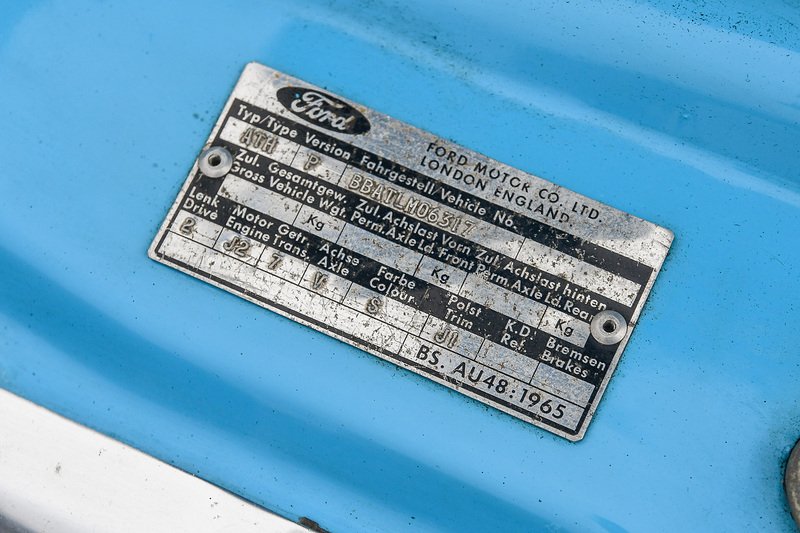 Ford
FORD MOTOR CO. LTD.
LONDON ENGLAND.
Typ/Type Version Fahrgestell Vehicle No.
ATH P BBATLM06317
Zul. Gesamtgew. Zul. Achslast Vorn Zul. Achslast hinten
Gross Vehicle Wgt. Perm. Axle Ld. Front Perm. Axle Ld. Rear
Kg Kg Kg
Lenk Motor Getr. Achse Farbe Polst K.D. Bremsen
Drive Engine Trans. Axle Colour Trim Ref. Brakes
2 J2 7 V S J1
BS. AU48:1965